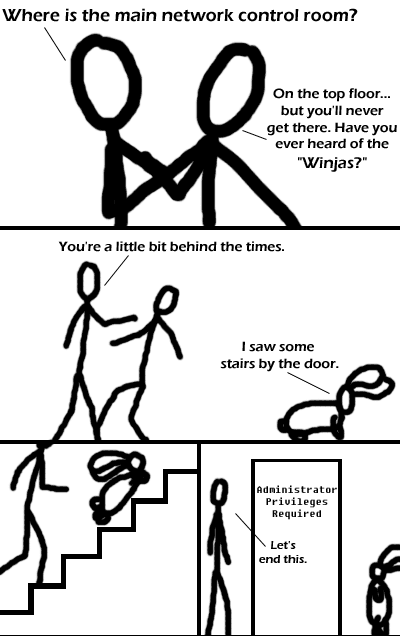 Where is the main network control room?
On the top floor...
but you'll never
get there. Have you
ever heard of the
"Winjas?"
You're a little bit behind the times.
I saw some
stairs by the door.
Administrator
Privileges
Required
Let's
end this.